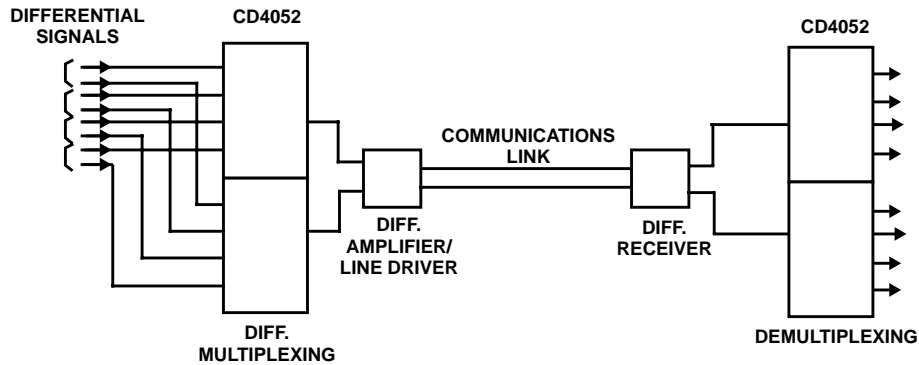 DIFFERENTIAL
SIGNALS
CD4052
DIFF.
MULTIPLEXING
DIFF.
AMPLIFIER/
LINE DRIVER
COMMUNICATIONS
LINK
DIFF.
RECEIVER
CD4052
DEMULTIPLEXING